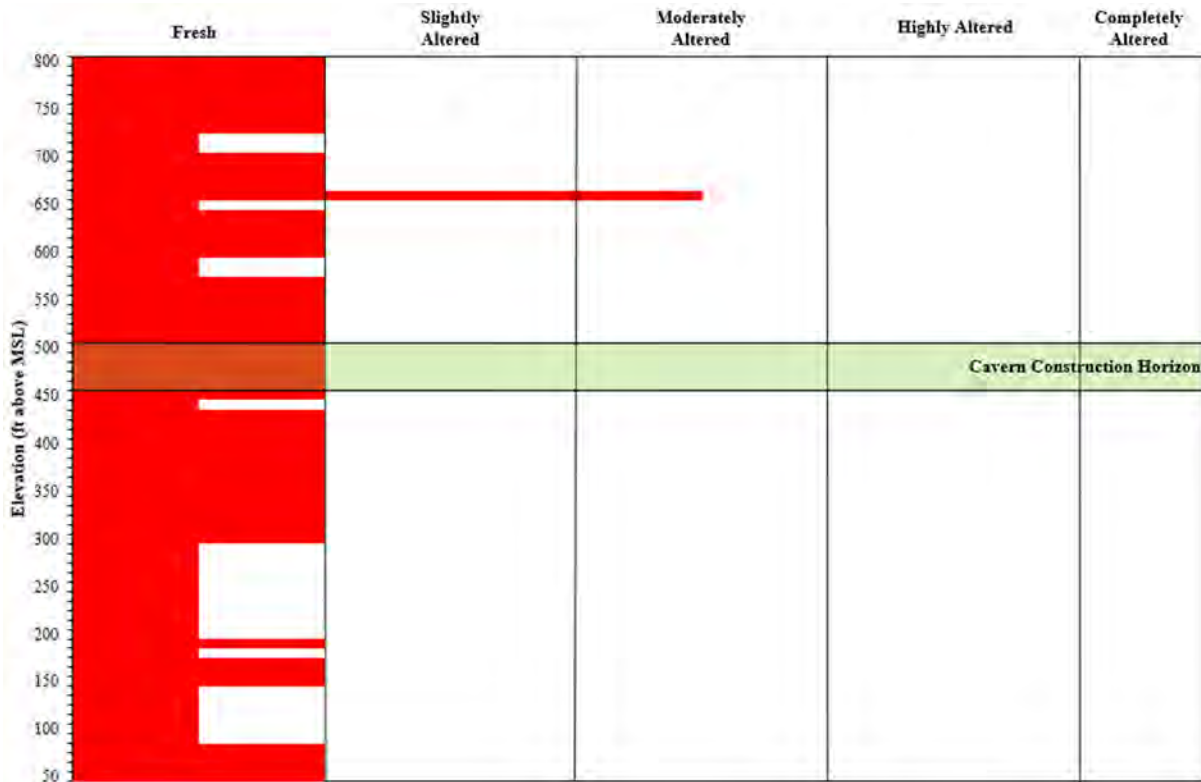 Fresh
Slightly
Altered
Moderately
Altered
Highly Altered
Completely
Altered
Elevation (ft above MSL)
800
750
700
650
600
550
500
450
400
350
300
250
200
150
100
50
Cavern Construction Horizon